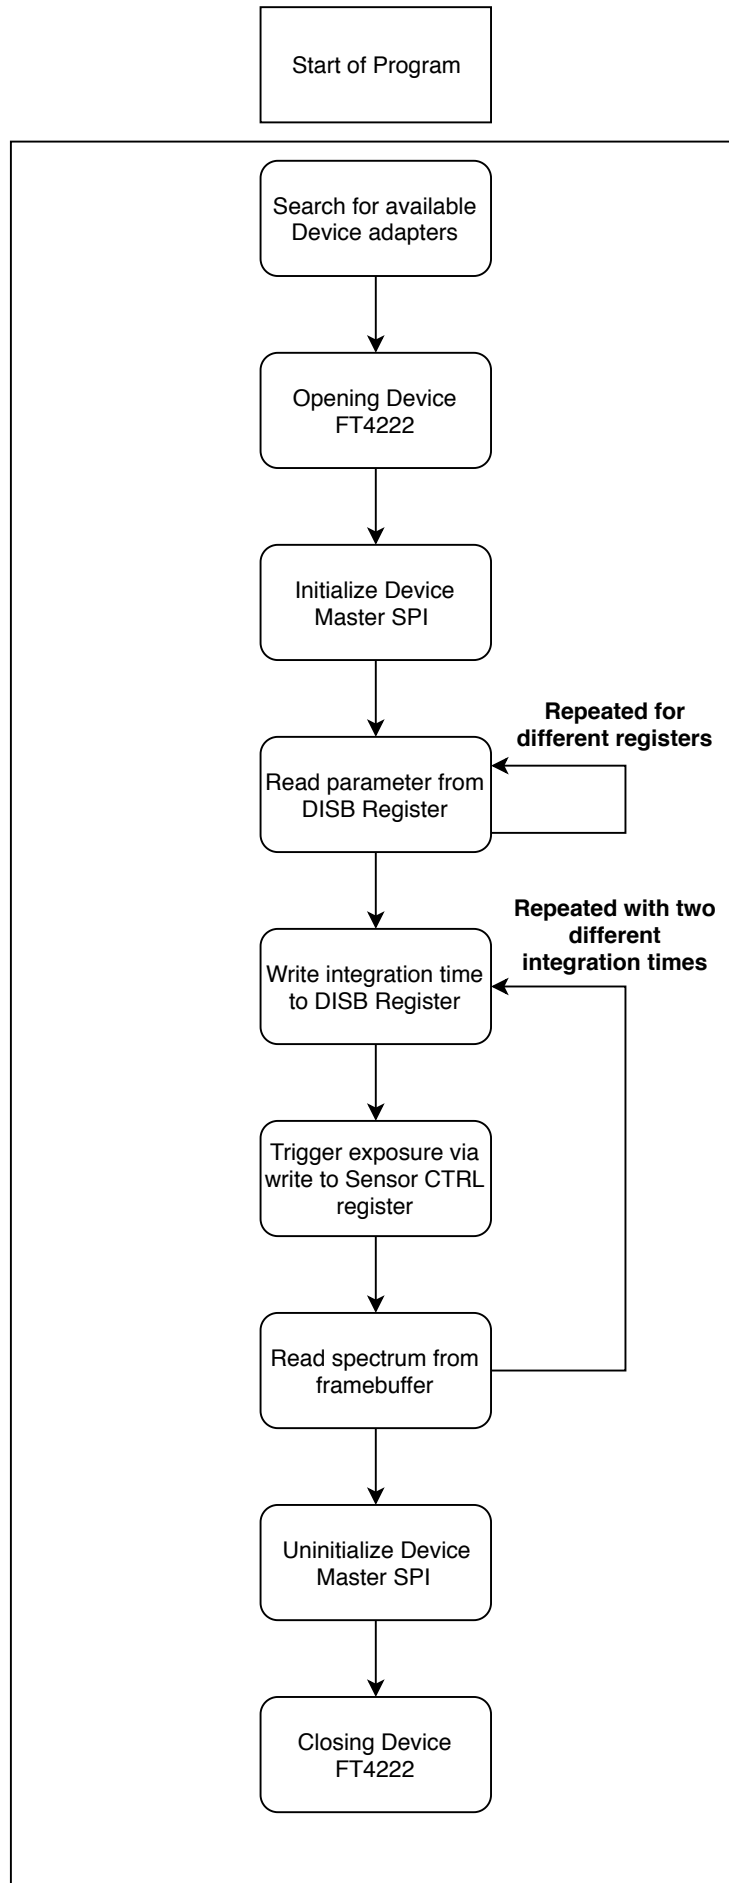 Start of Program
Search for available
Device adapters
Opening Device
FT4222
Initialize Device
Master SPI
Repeated for
different registers
Read parameter from
DISB Register
Repeated with two
different
integration times
Write integration time
to DISB Register
Trigger exposure via
write to Sensor CTRL
register
Read spectrum from
framebuffer
Uninitialize Device
Master SPI
Closing Device
FT4222